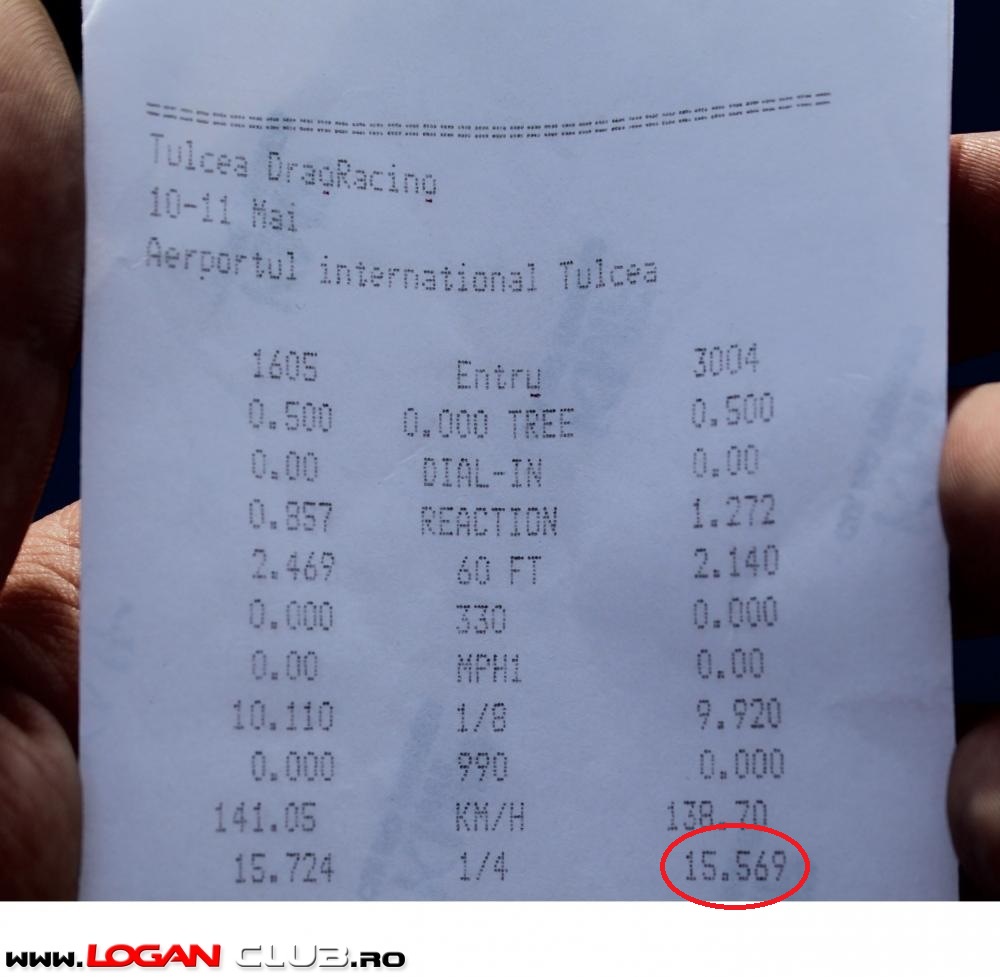 Tulcea DragRacing
10-11 Mai
Aerportul international Tulcea
1605 Entry 3004
0.500 0.000 TREE 0.500
0.00 DIAL-IN 0.00
0.857 REACTION 1.272
2.469 60 FT 2.140
0.000 330 0.000
0.00 MPH1 0.00
10.110 1/8 9.920
0.000 990 0.000
141.05 KM/H 138.70
15.724 1/4 15.569
www.LOGAN CLUB.RO